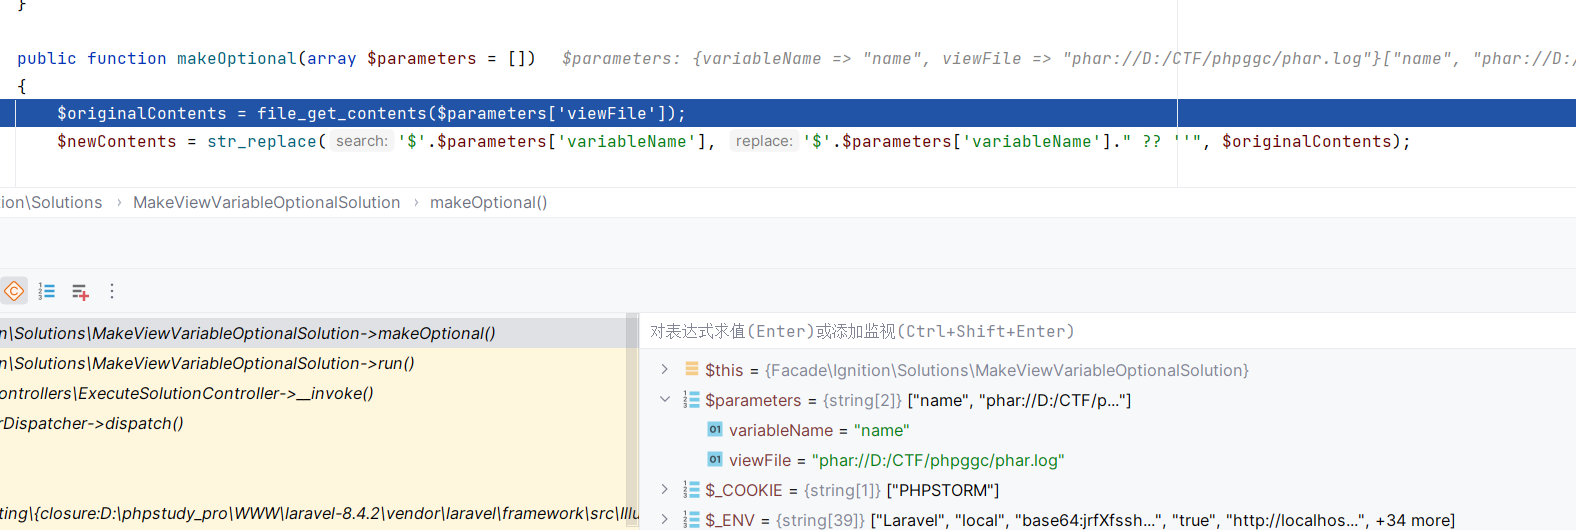 }
public function makeOptional(array $parameters = []) $parameters: {variableName => "name", viewFile => "phar://D:/CTF/phpggc/phar.log"}["name", "phar://D:/
{
$originalContents = file_get_contents($parameters['viewFile']);
$newContents = str_replace( search: '$'.$parameters['variableName'], replace: '$'.$parameters['variableName']." ?? ''", $originalContents);
ion\Solutions › MakeViewVariableOptionalSolution › makeOptional()
n\Solutions\MakeViewVariableOptionalSolution->makeOptional()
n\Solutions\MakeViewVariableOptionalSolution->run()
ontrollers\ExecuteSolutionController->__invoke()
rDispatcher->dispatch()
ting\{closure:D:\phpstudy_pro\WWW\laravel-8.4.2\vendor\laravel\framework\src\Illu
对表达式求值(Enter)或添加监视(Ctrl+Shift+Enter)
$this = {Facade\Ignition\Solutions\MakeViewVariableOptionalSolution}
$parameters = {string[2]} ["name", "phar://D:/CTF/p..."]
variableName = "name"
viewFile = "phar://D:/CTF/phpggc/phar.log"
$_COOKIE = {string[1]} ["PHPSTORM"]
$_ENV = {string[39]} ["Laravel", "local", "base64:jrfXfssh...", "true", "http://localhos...", +34 more]